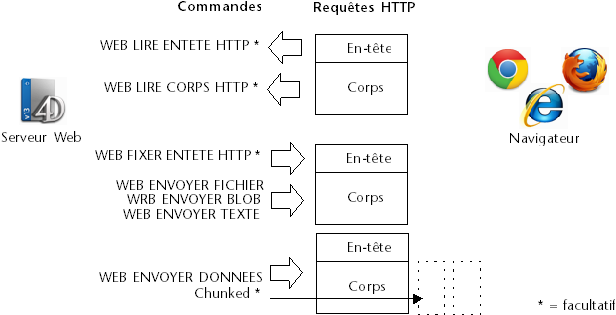 Commandes
Requêtes HTTP
WEB LIRE ENTETE HTTP *
En-tête
WEB LIRE CORPS HTTP *
Corps
v13
4D
Serveur Web
Navigateur
WEB FIXER ENTETE HTTP *
En-tête
WEB ENVOYER FICHIER
WRB ENVOYER BLOB
WEB ENVOYER TEXTE
Corps
En-tête
WEB ENVOYER DONNEES
Chunked *
Corps
* = facultatif